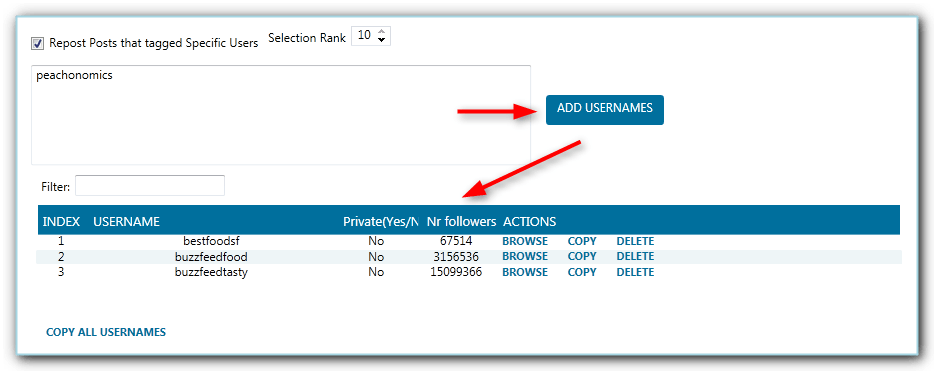 Repost Posts that tagged Specific Users Selection Rank 10
peachonomics
ADD USERNAMES
Filter:
INDEX USERNAME Private(Yes/N Nr followers ACTIONS
1 bestfoodsf No 67514 BROWSE COPY DELETE
2 buzzfeedfood No 3156536 BROWSE COPY DELETE
3 buzzfeedtasty No 15099366 BROWSE COPY DELETE
COPY ALL USERNAMES